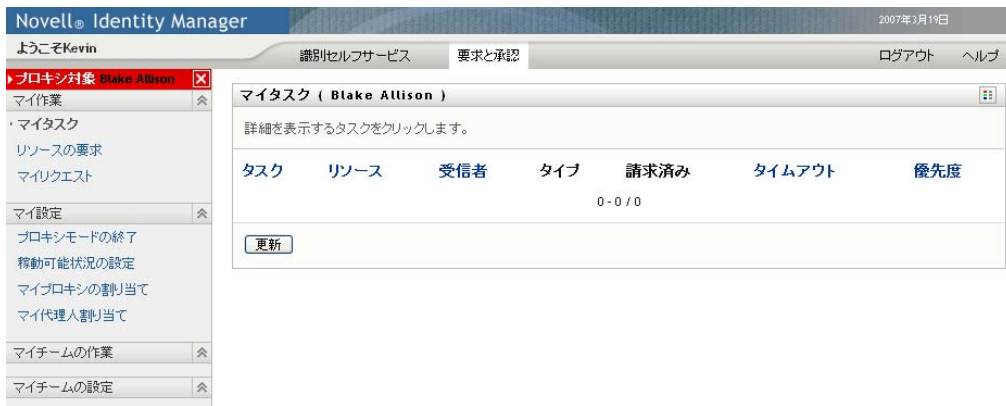 Novell® Identity Manager
2007年3月19日
ようこそKevin
識別セルフサービス
要求と承認
ログアウト
ヘルプ
プロキシ対象 Blake Allison
マイ作業
マイタスク
リソースの要求
マイリクエスト
マイ設定
プロキシモードの終了
稼動可能状況の設定
マイプロキシの割り当て
マイ代理人割り当て
マイチームの作業
マイチームの設定
マイタスク ( Blake Allison )
詳細を表示するタスクをクリックします。
タスク リソース 受信者 タイプ 請求済み タイムアウト 優先度
0 - 0 / 0
更新